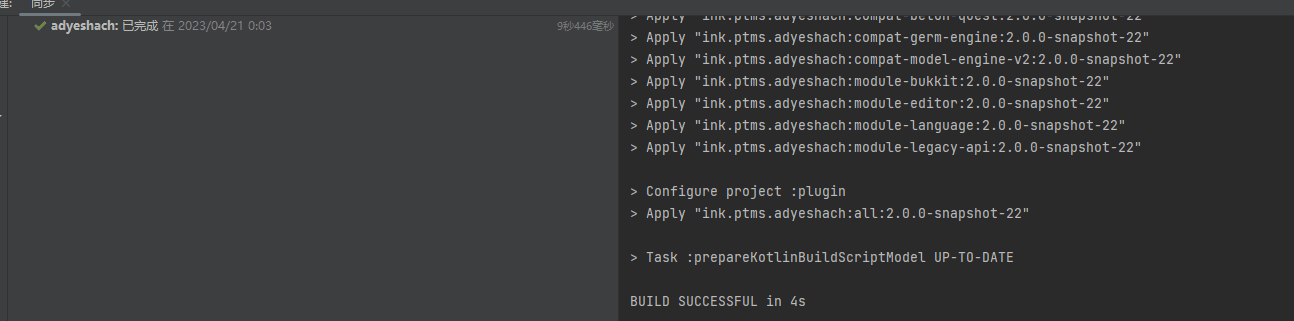 同步
adyeshach: 已完成 在 2023/04/21 0:03
9秒446毫秒
> Apply "ink.ptms.adyeshach:compat-beton-quest:2.0.0-snapshot-22"
> Apply "ink.ptms.adyeshach:compat-germ-engine:2.0.0-snapshot-22"
> Apply "ink.ptms.adyeshach:compat-model-engine-v2:2.0.0-snapshot-22"
> Apply "ink.ptms.adyeshach:module-bukkit:2.0.0-snapshot-22"
> Apply "ink.ptms.adyeshach:module-editor:2.0.0-snapshot-22"
> Apply "ink.ptms.adyeshach:module-language:2.0.0-snapshot-22"
> Apply "ink.ptms.adyeshach:module-legacy-api:2.0.0-snapshot-22"
> Configure project :plugin
> Apply "ink.ptms.adyeshach:all:2.0.0-snapshot-22"
> Task :prepareKotlinBuildScriptModel UP-TO-DATE
BUILD SUCCESSFUL in 4s